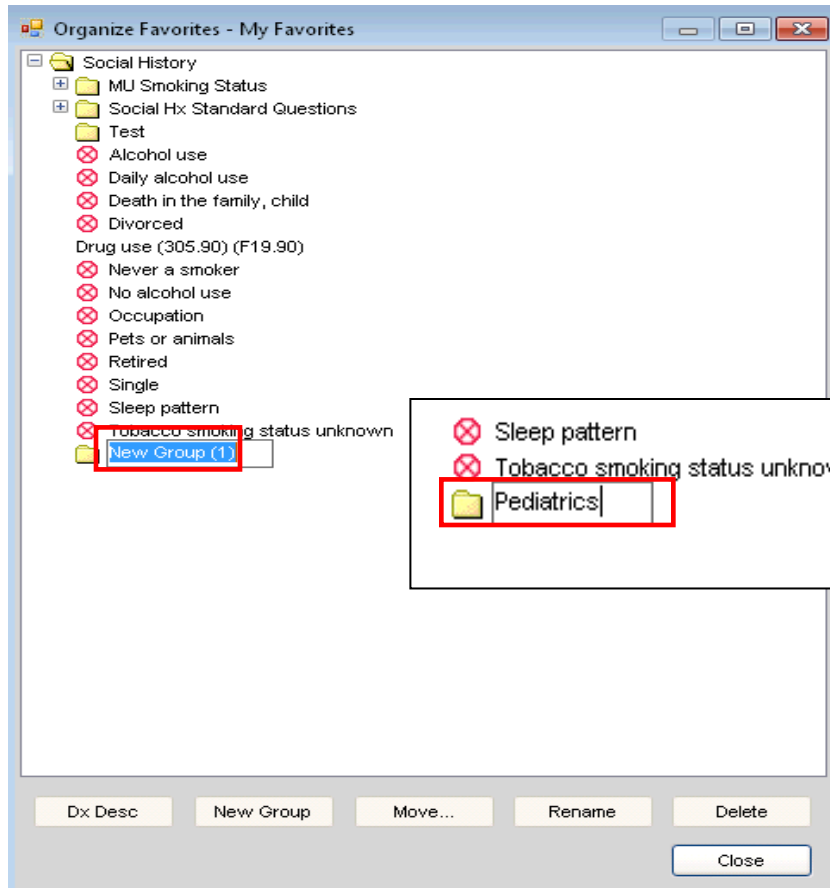 Organize Favorites - My Favorites
Social History
MU Smoking Status
Social Hx Standard Questions
Test
Alcohol use
Daily alcohol use
Death in the family, child
Divorced
Drug use (305.90) (F19.90)
Never a smoker
No alcohol use
Occupation
Pets or animals
Retired
Single
Sleep pattern
Tobacco smoking status unknown
New Group (1)
Sleep pattern
Tobacco smoking status
Pediatrics
Dx Desc New Group Move... Rename Delete
Close